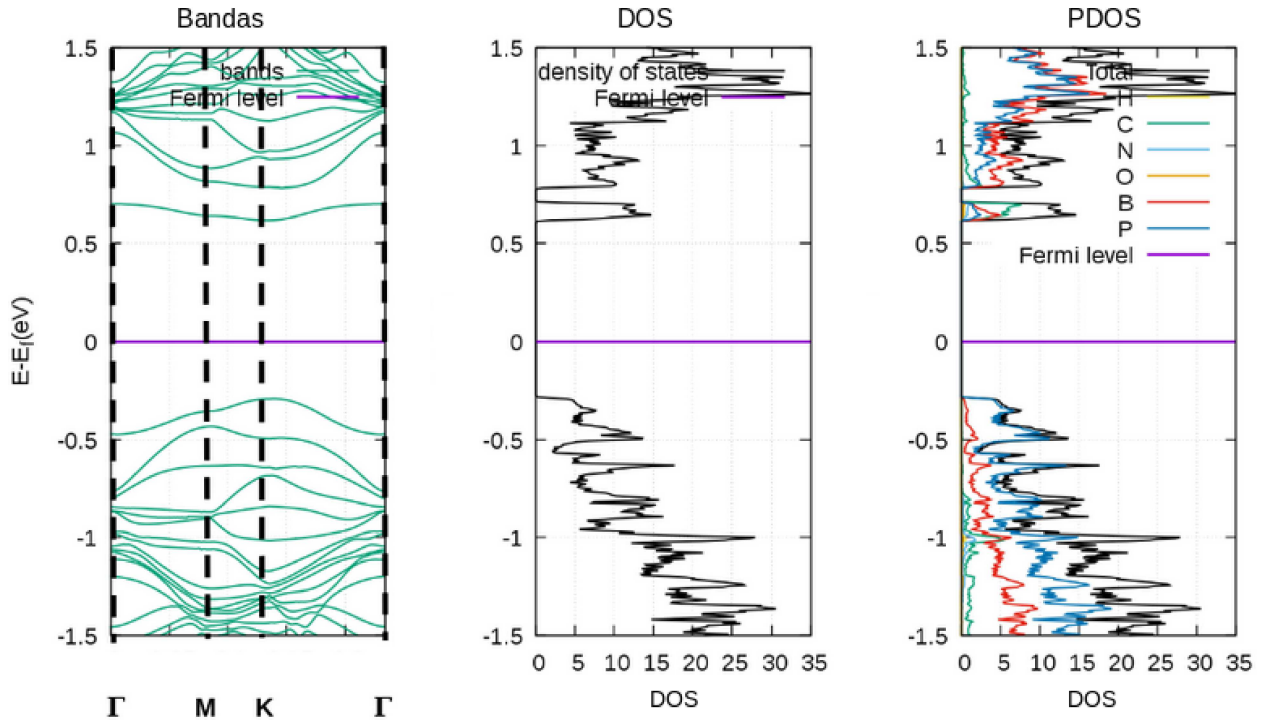 Bandas
DOS
PDOS
E-Ef(eV)
1.5
1
0.5
0
-0.5
-1
-1.5
bands
Fermi level
Γ
M
K
Γ
1.5
1
0.5
0
-0.5
-1
-1.5
density of states
Fermi level
0 5 10 15 20 25 30 35
DOS
1.5
1
0.5
0
-0.5
-1
-1.5
Total
H
C
N
O
B
P
Fermi level
0 5 10 15 20 25 30 35
DOS